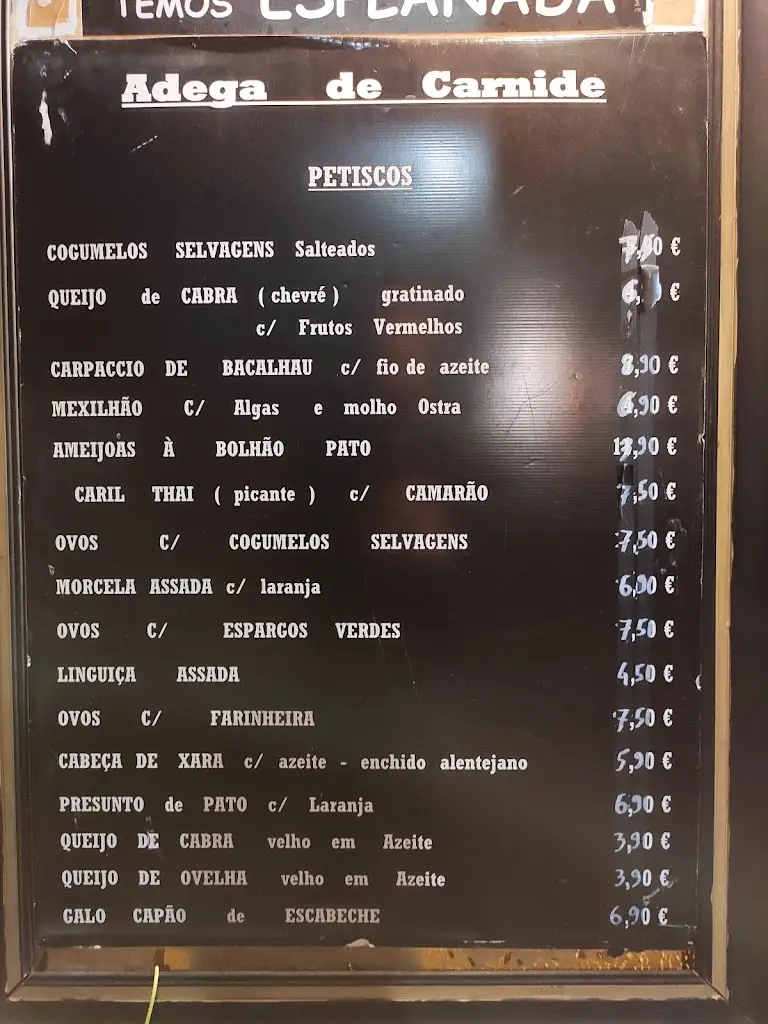 TEMOS ESPLANADA
Adega de Carnide
PETISCOS
COGUMELOS SELVAGENS Salteados 7,50 €
QUEIJO de CABRA ( chevré ) gratinado €
c/ Frutos Vermelhos
CARPACCIO DE BACALHAU c/ fio de azeite 8,90 €
MEXILHÃO C/ Algas e molho Ostra 6,90 €
AMEIJOAS À BOLHÃO PATO €
CARIL THAI ( picante ) c/ CAMARÃO 7,50 €
OVOS C/ COGUMELOS SELVAGENS 7,50 €
MORCELA ASSADA c/ laranja 6,90 €
OVOS C/ ESPARGOS VERDES 7,50 €
LINGUIÇA ASSADA 4,50 €
OVOS C/ FARINHEIRA 7,50 €
CABEÇA DE XARA c/ azeite - enchido alentejano 5,90 €
PRESUNTO de PATO c/ Laranja 6,90 €
QUEIJO DE CABRA velho em Azeite 3,90 €
QUEIJO DE OVELHA velho em Azeite 3,90 €
GALO CAPÃO de ESCABECHE 6,90 €